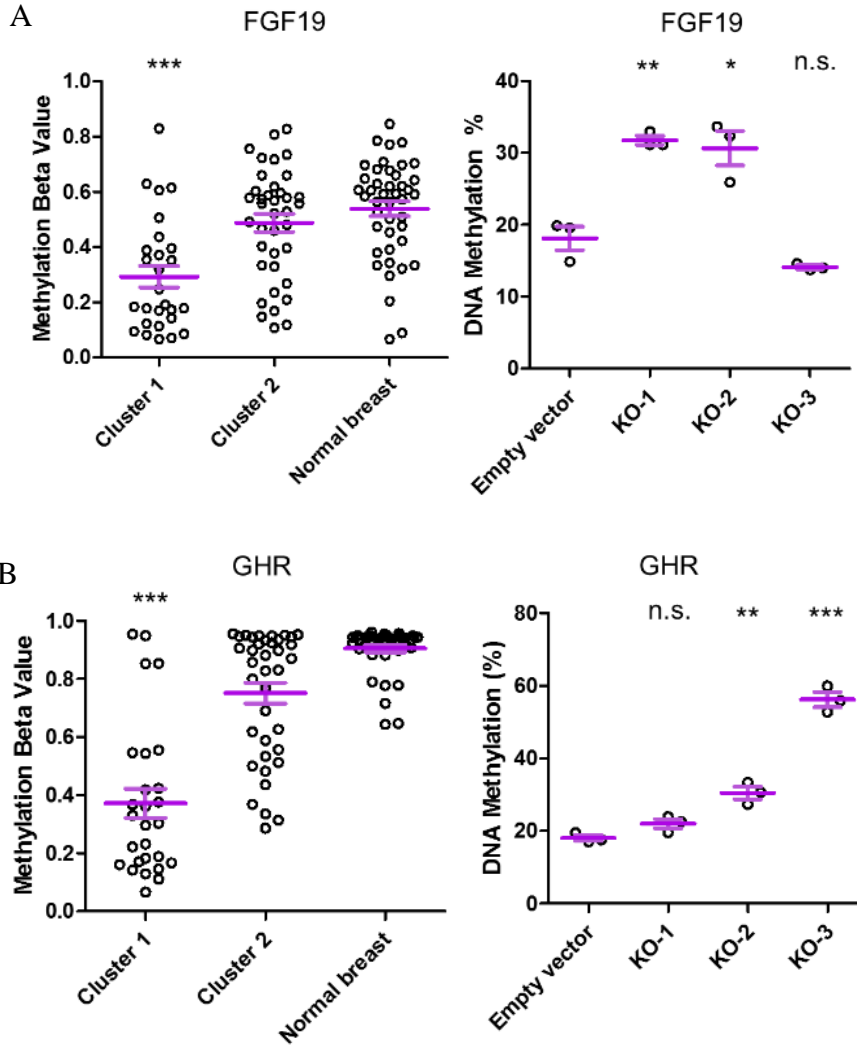 A
FGF19
***
Methylation Beta Value
1.0
0.8
0.6
0.4
0.2
0.0
Cluster 1
Cluster 2
Normal breast
FGF19
** * n.s.
DNA Methylation %
40
30
20
10
0
Empty vector
KO-1
KO-2
KO-3
B
GHR
***
Methylation Beta Value
1.0
0.8
0.6
0.4
0.2
0.0
Cluster 1
Cluster 2
Normal breast
GHR
n.s. ** ***
DNA Methylation (%)
80
60
40
20
0
Empty vector
KO-1
KO-2
KO-3